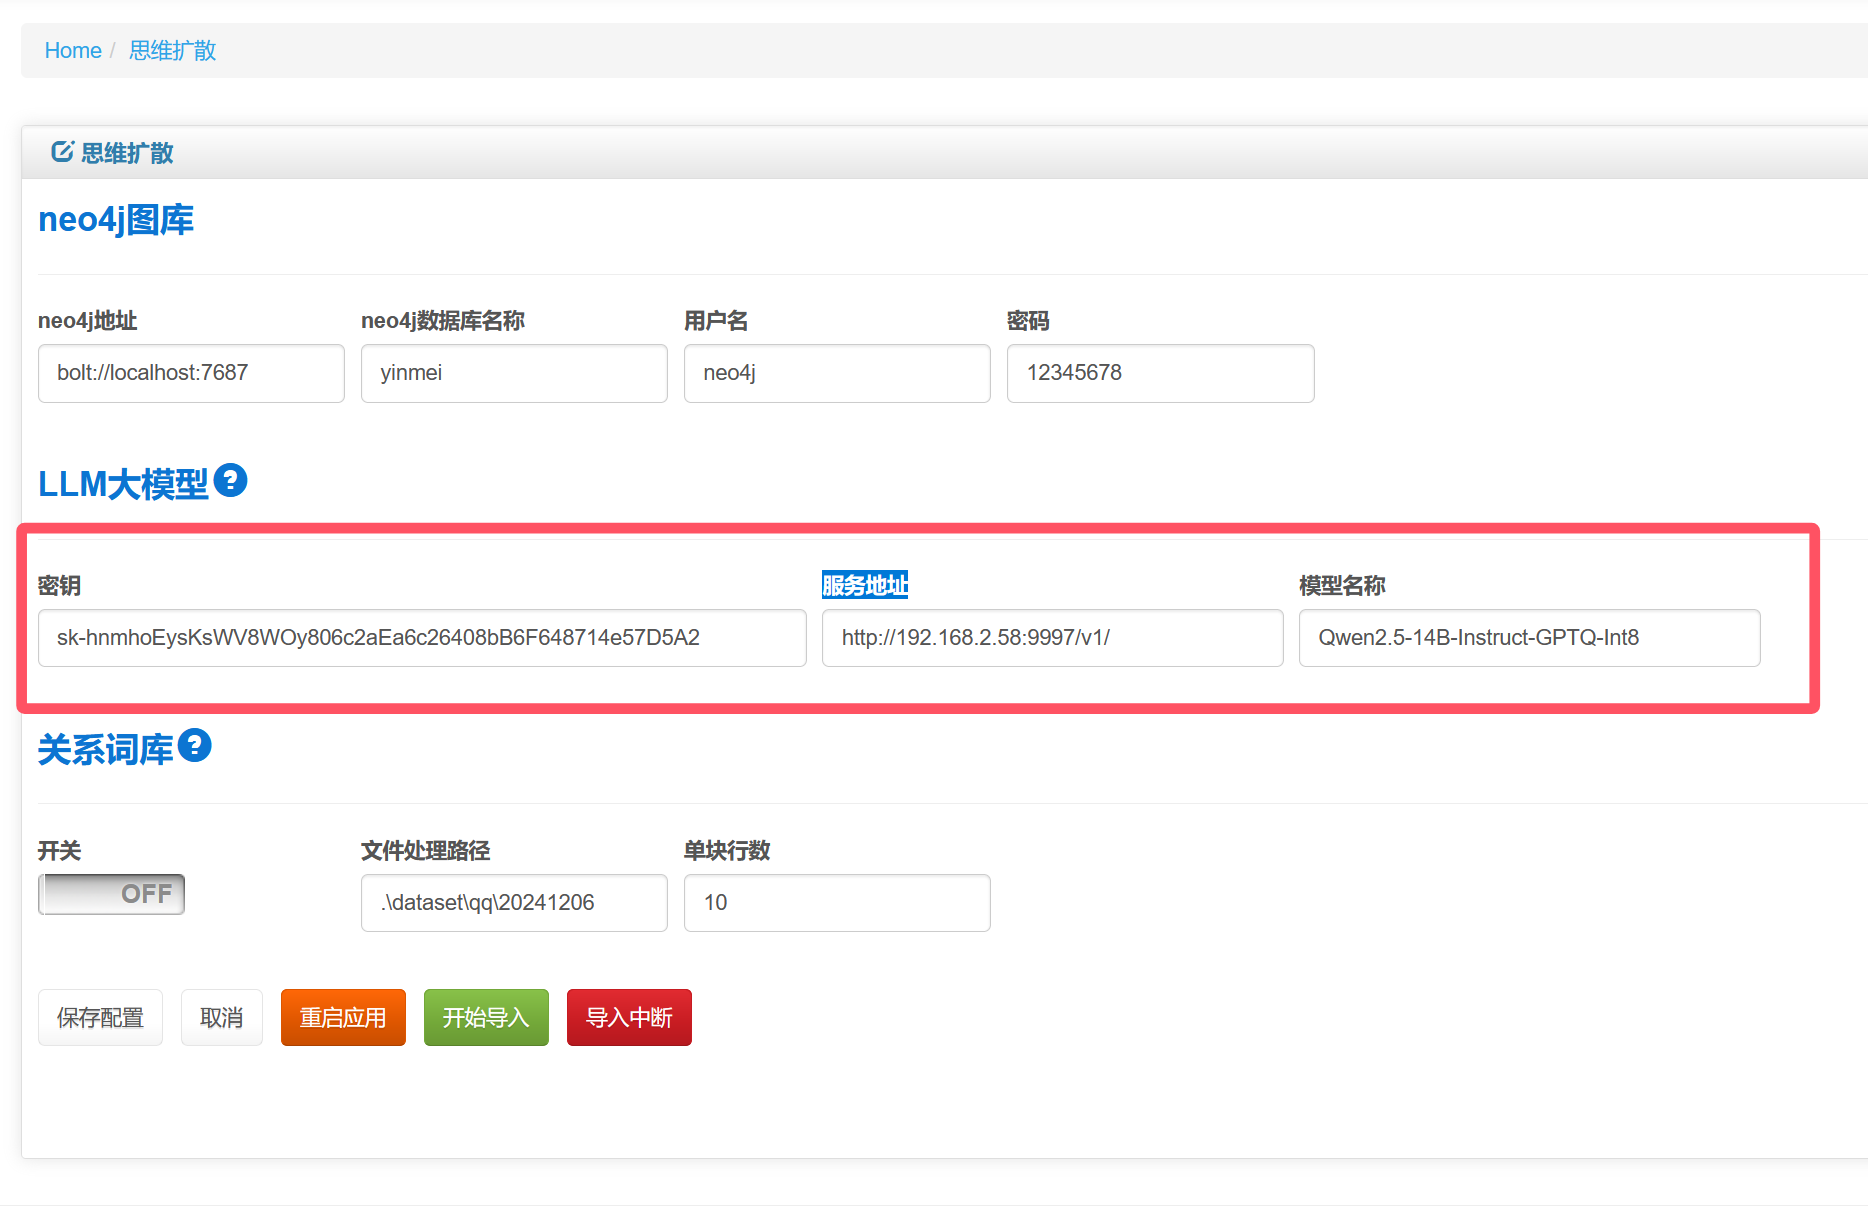 Home / 思维扩散
思维扩散
neo4j图库
neo4j地址 neo4j数据库名称 用户名 密码
bolt://localhost:7687 yinmei neo4j 12345678
LLM大模型?
密钥 服务地址 模型名称
sk-hnmhoEysKsWV8WOy806c2aEa6c26408bB6F648714e57D5A2 http://192.168.2.58:9997/v1/ Qwen2.5-14B-Instruct-GPTQ-Int8
关系词库?
开关 文件处理路径 单块行数
OFF .\dataset\qq\20241206 10
保存配置 取消 重启应用 开始导入 导入中断